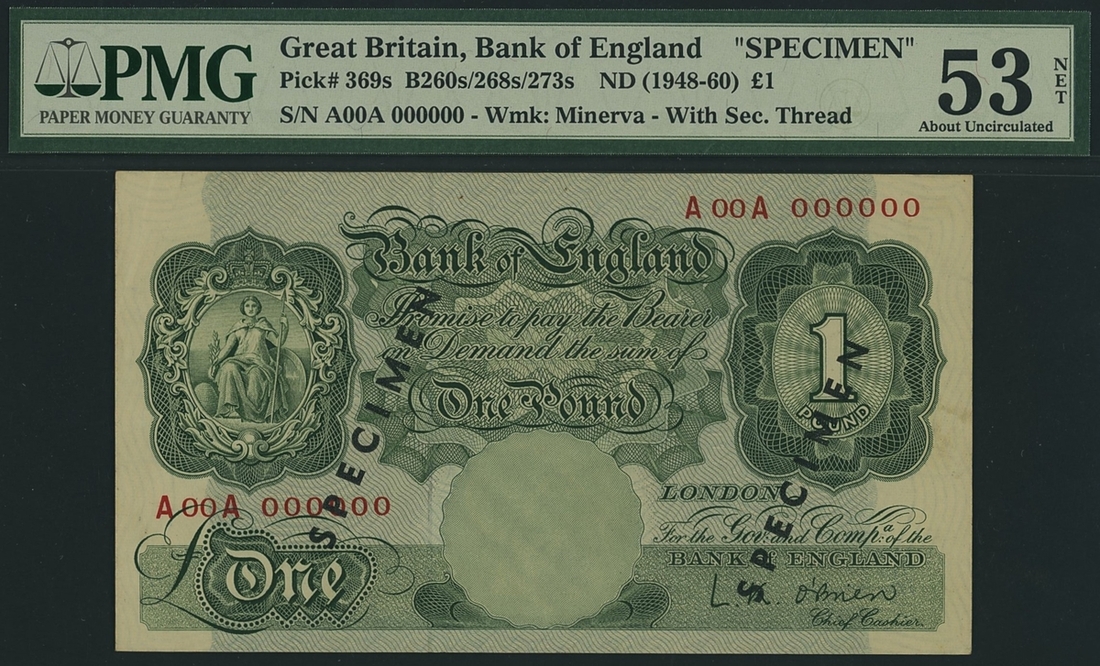 PMG
PAPER MONEY GUARANTY
Great Britain, Bank of England "SPECIMEN"
Pick# 369s B260s/268s/273s ND (1948-60) £1
S/N A00A 000000 - Wmk: Minerva - With Sec. Thread
53
NET
About Uncirculated
A00A 000000
Bank of England
Promise to pay the Bearer
on Demand the sum of
One Pound
1
POUND
SPECIMEN
SPECIMEN
A00A 000000
LONDON
For the Govr. and Compa. of the
BANK of ENGLAND
£One
L.K. O'Brien
Chief Cashier.